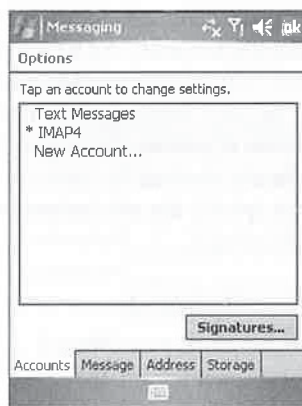 Messaging ok
Options
Tap an account to change settings.
Text Messages
* IMAP4
New Account...
Signatures...
Accounts Message Address Storage